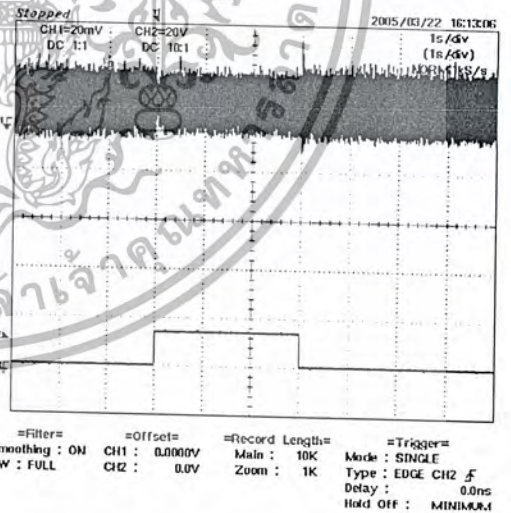 Stopped
2005/03/22 16:13:06
CH1=20mV CH2=20V 1s/div
DC 1:1 DC 10:1 (1s/div)
=Filter= =Offset= =Record Length= =Trigger=
moothing : ON CH1 : 0.0000V Main : 10K Mode : SINGLE
W : FULL CH2 : 0.0V Zoom : 1K Type : EDGE CH2
Delay : 0.0ns
Hold Off : MINIMUM